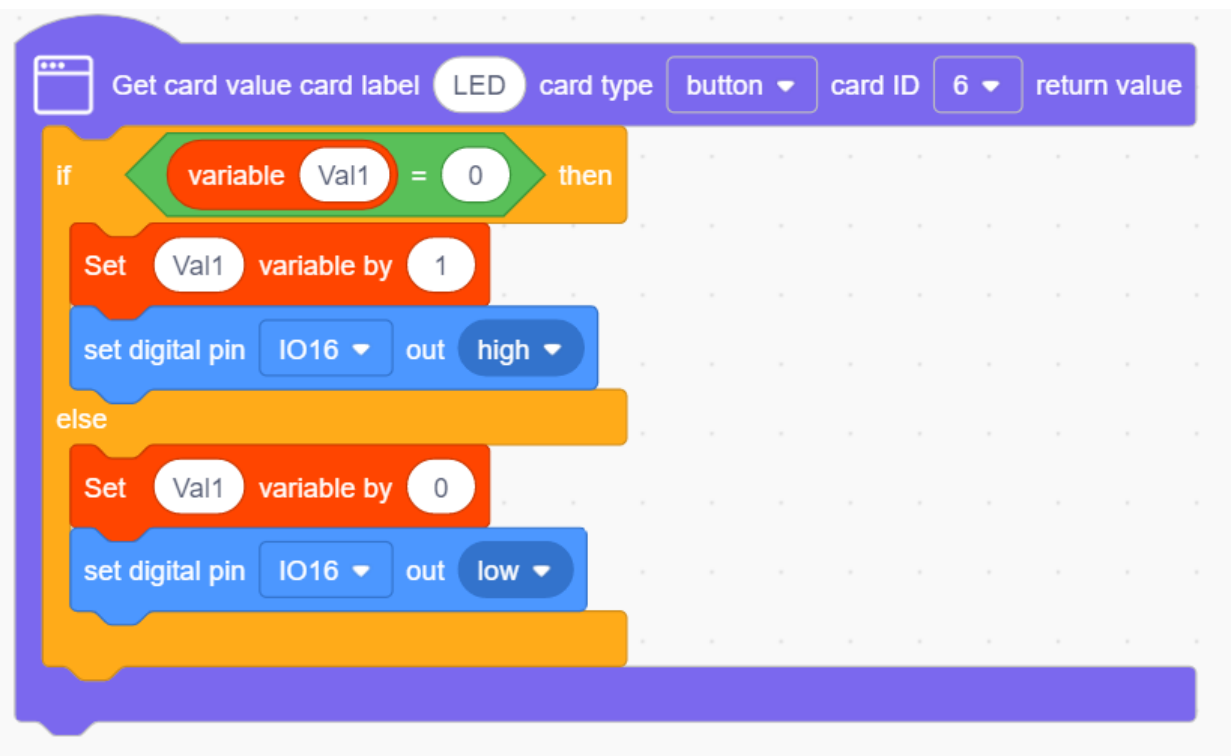 Get card value card label LED card type button card ID 6 return value
if variable Val1 = 0 then
Set Val1 variable by 1
set digital pin IO16 out high
else
Set Val1 variable by 0
set digital pin IO16 out low